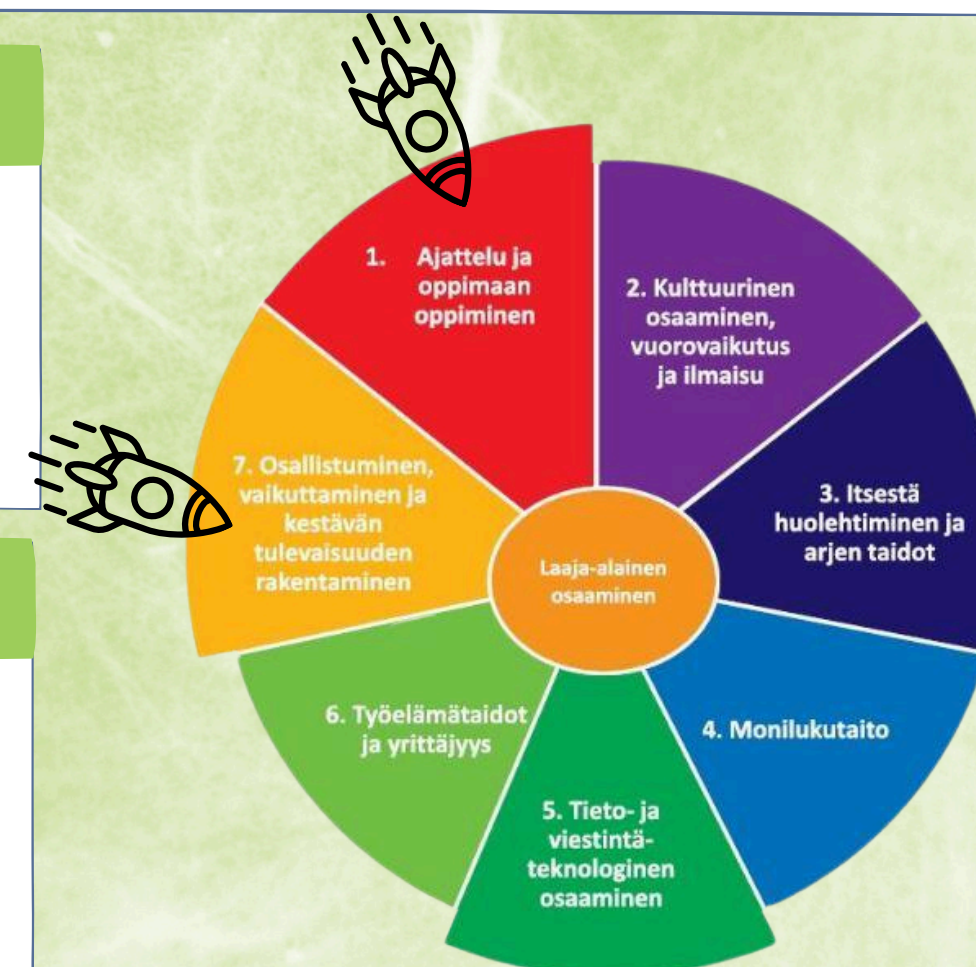 1. Ajattelu ja
oppimaan
oppiminen
2. Kulttuurinen
osaaminen,
vuorovaikutus
ja ilmaisu
3. Itsestä
huolehtiminen ja
arjen taidot
4. Monilukutaito
5. Tieto- ja
viestintä-
teknologinen
osaaminen
6. Työelämätaidot
ja yrittäjyys
7. Osallistuminen,
vaikuttaminen ja
kestävän
tulevaisuuden
rakentaminen
Laaja-alainen
osaaminen